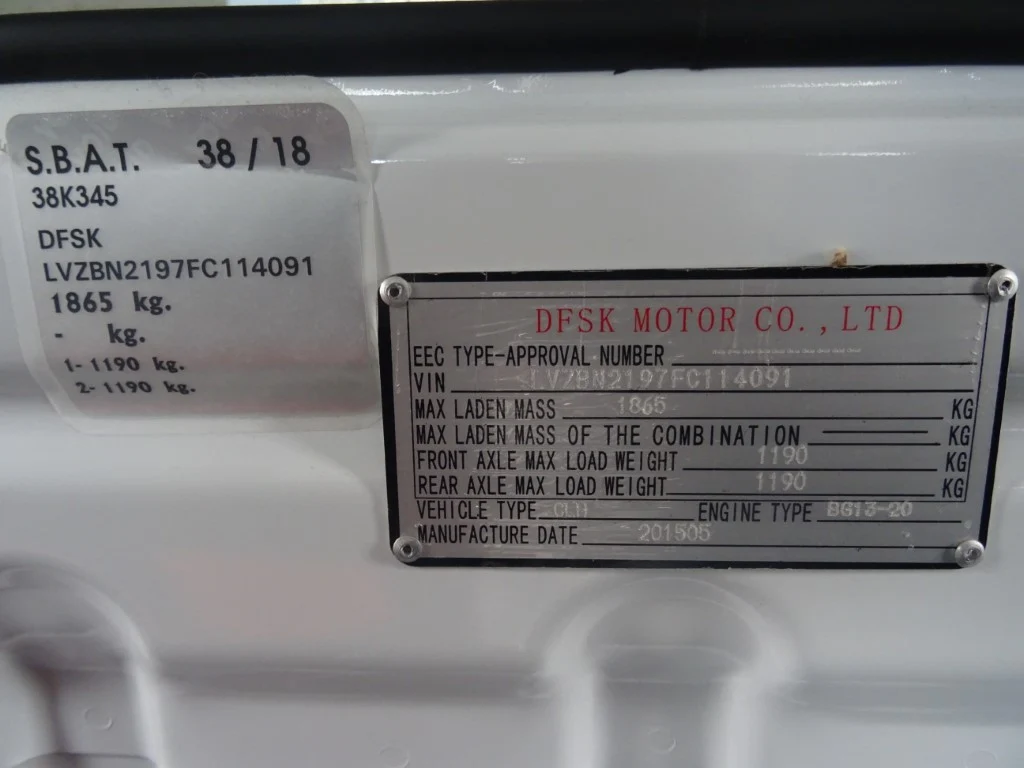 S.B.A.T. 38 / 18
38K345
DFSK
LVZBN2197FC114091
1865 kg.
- kg.
1- 1190 kg.
2- 1190 kg.
DFSK MOTOR CO.,LTD
EEC TYPE-APPROVAL NUMBER
VIN LVZBN2197FC114091
MAX LADEN MASS 1865 KG
MAX LADEN MASS OF THE COMBINATION KG
FRONT AXLE MAX LOAD WEIGHT 1190 KG
REAR AXLE MAX LOAD WEIGHT 1190 KG
VEHICLE TYPE ENGINE TYPE BG13-20
MANUFACTURE DATE 201505